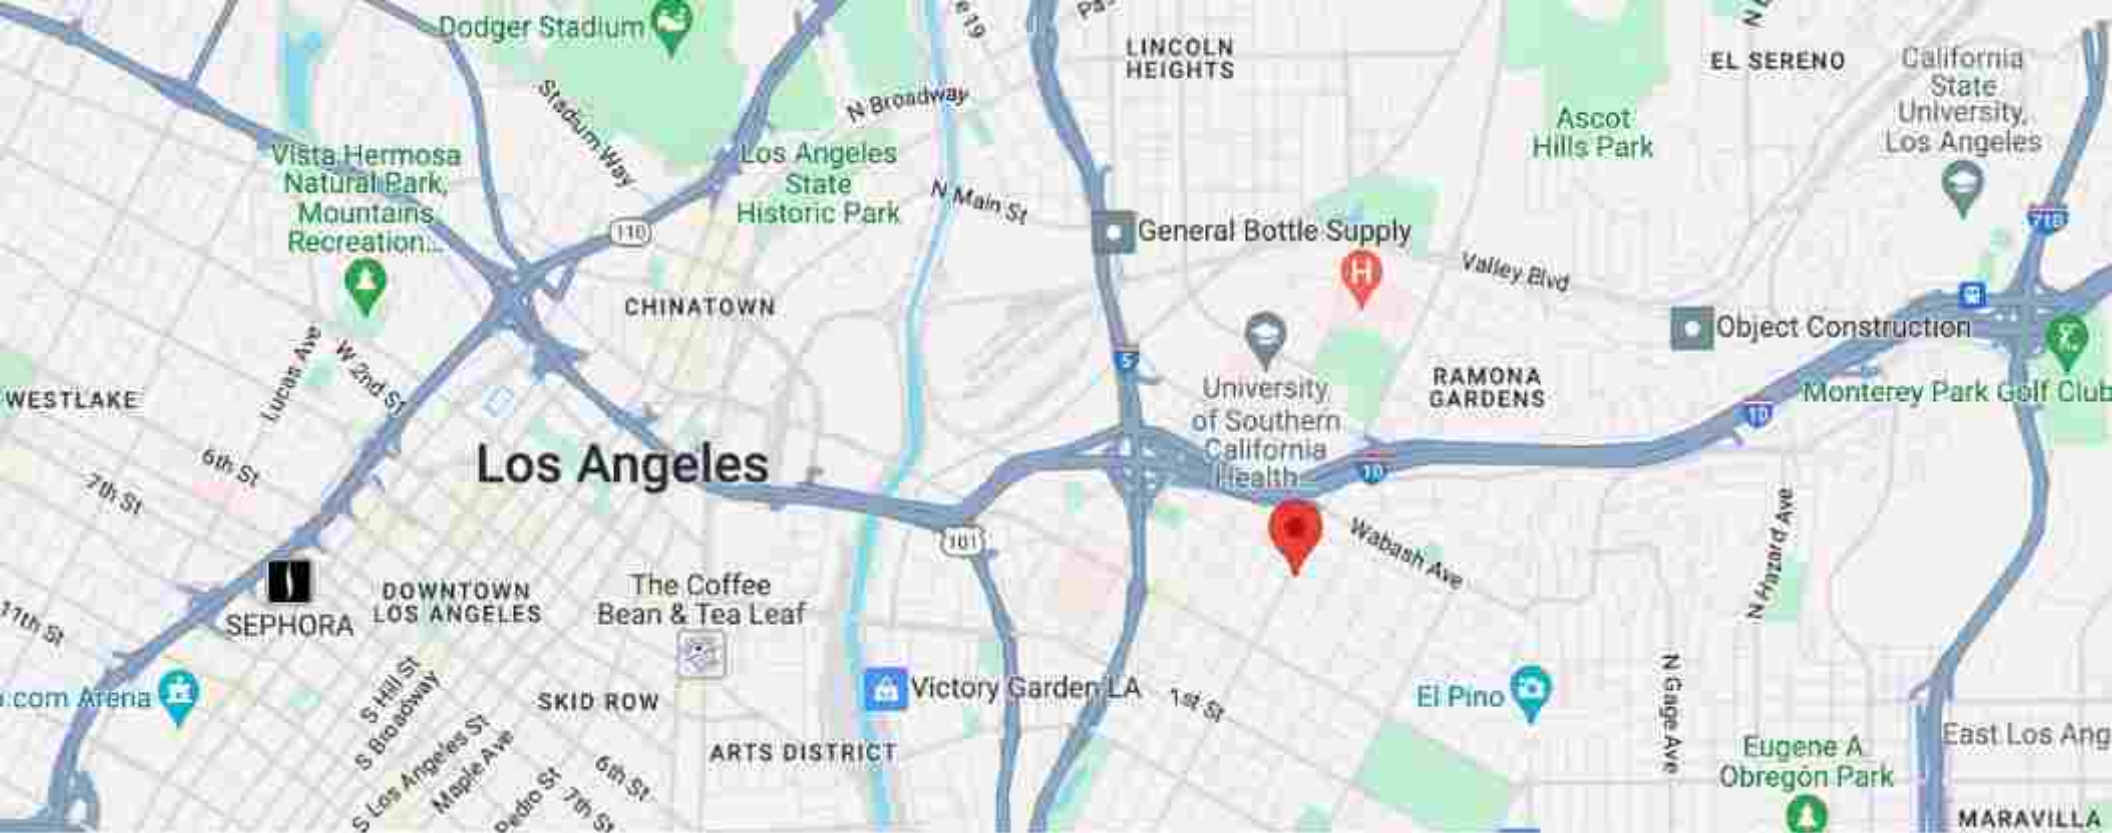 Dodger Stadium
e 19
LINCOLN
HEIGHTS
EL SERENO
California
State
University,
Los Angeles
Stadium Way
N Broadway
Ascot
Hills Park
Vista Hermosa
Natural Park,
Mountains
Recreation...
Los Angeles
State
Historic Park
N Main St
110
General Bottle Supply
H
Valley Blvd
710
CHINATOWN
Object Construction
Lucas Ave
W 2nd St
5
University
of Southern
California
Health...
RAMONA
GARDENS
10
Monterey Park Golf Club
WESTLAKE
6th St
7th St
Los Angeles
10
101
Wabash Ave
N Hazard Ave
SEPHORA
DOWNTOWN
LOS ANGELES
The Coffee
Bean & Tea Leaf
17th St
.com Arena
S Hill St
S Broadway
SKID ROW
Victory Garden LA
1st St
El Pino
N Gage Ave
S Los Angeles St
Maple Ave
ARTS DISTRICT
Eugene A
Obregón Park
East Los Ang
Pedro St
6th St
7th St
MARAVILLA